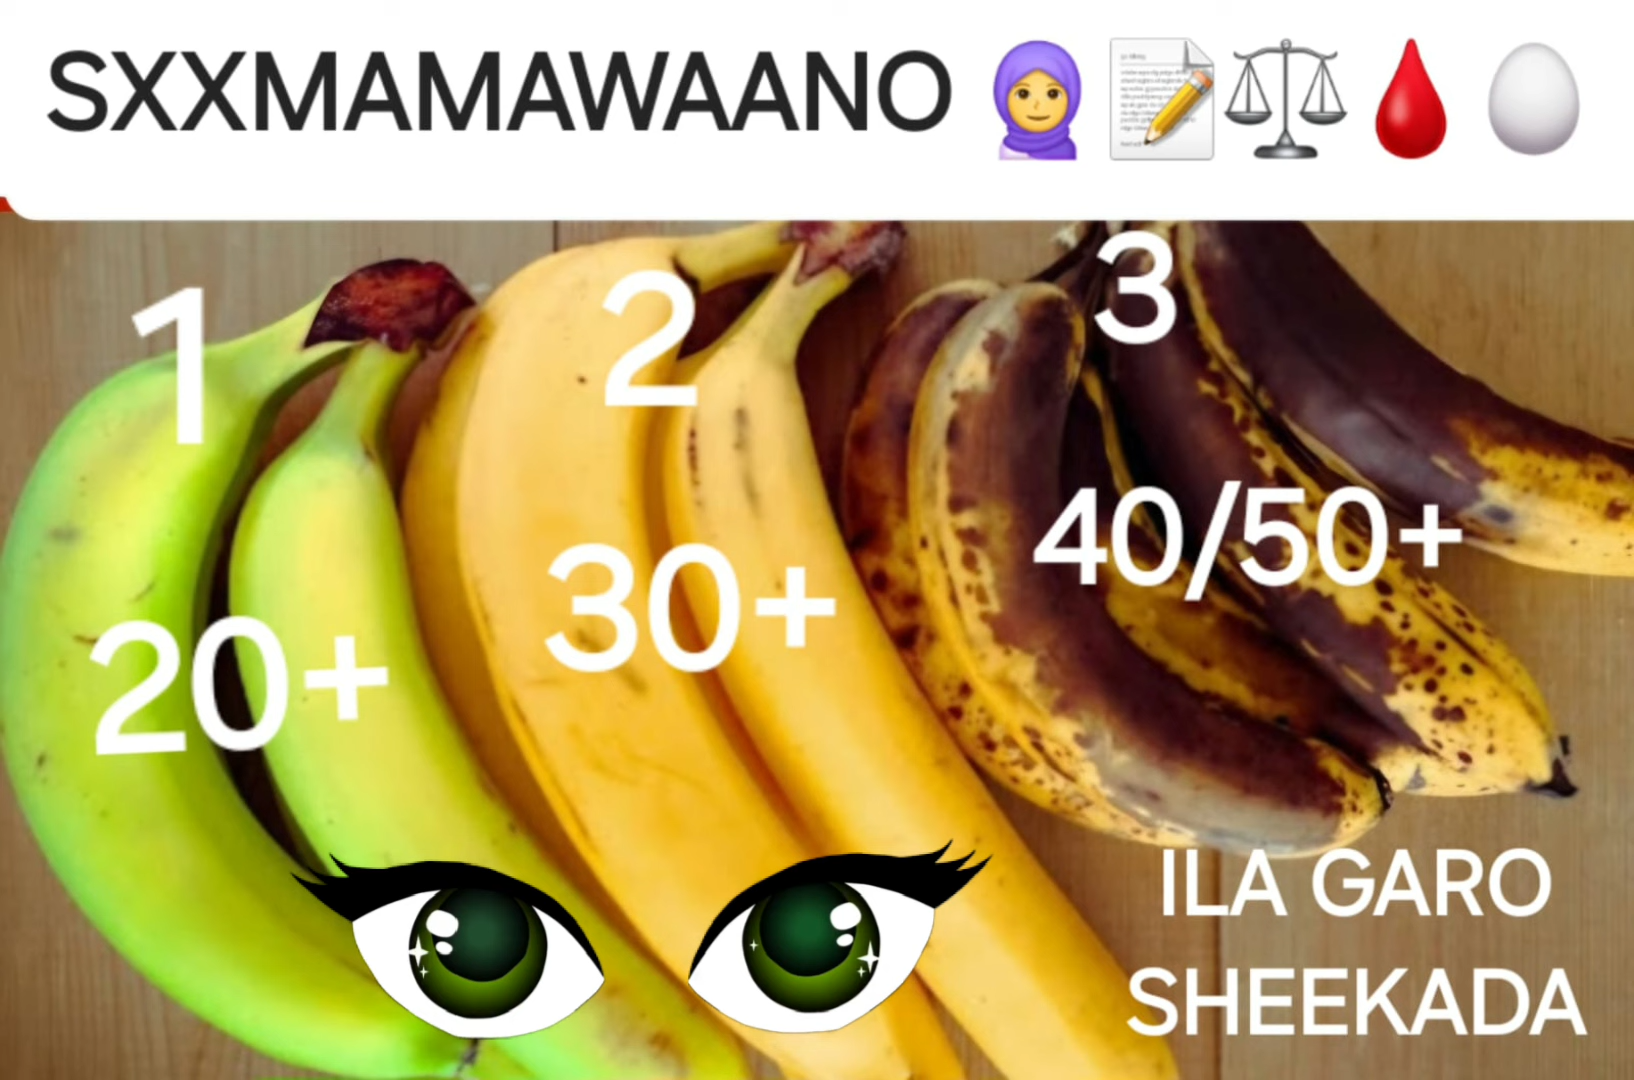 SXXMAMAWAANO 🧕📝⚖️🩸🥚
1
2
3
20+
30+
40/50+
ILA GARO
SHEEKADA